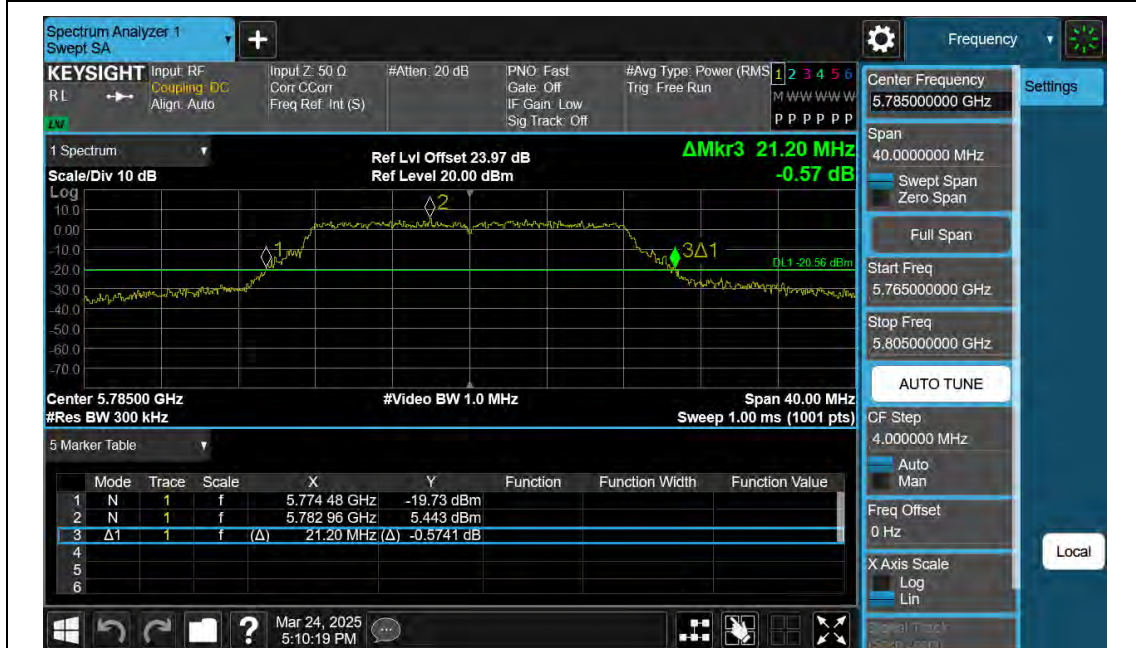 Spectrum Analyzer 1
Swept SA
+
Frequency
KEYSIGHT
RL
LXI
Input: RF
Coupling: DC
Align: Auto
Input Z: 50 Ω
Corr CCorr
Freq Ref: Int (S)
#Atten: 20 dB
PNO: Fast
Gate: Off
IF Gain: Low
Sig Track: Off
#Avg Type: Power (RMS
Trig: Free Run
1 2 3 4 5 6
M W W W W W
P P P P P P
1 Spectrum
Scale/Div 10 dB
Ref Lvl Offset 23.97 dB
Ref Level 20.00 dBm
ΔMkr3 21.20 MHz
-0.57 dB
Log
10.0
0.00
-10.0
-20.0
-30.0
-40.0
-50.0
-60.0
-70.0
1
2
3Δ1
DL1 -20.56 dBm
Center 5.78500 GHz
#Res BW 300 kHz
#Video BW 1.0 MHz
Span 40.00 MHz
Sweep 1.00 ms (1001 pts)
5 Marker Table
Mode Trace Scale X Y Function Function Width Function Value
1 N 1 f 5.774 48 GHz -19.73 dBm
2 N 1 f 5.782 96 GHz 5.443 dBm
3 Δ1 1 f (Δ) 21.20 MHz (Δ) -0.5741 dB
4
5
6
?
Mar 24, 2025
5:10:19 PM
Center Frequency
5.785000000 GHz
Settings
Span
40.0000000 MHz
Swept Span
Zero Span
Full Span
Start Freq
5.765000000 GHz
Stop Freq
5.805000000 GHz
AUTO TUNE
CF Step
4.000000 MHz
Auto
Man
Freq Offset
0 Hz
X Axis Scale
Log
Lin
Signal Track
(Span Zoom)
Local